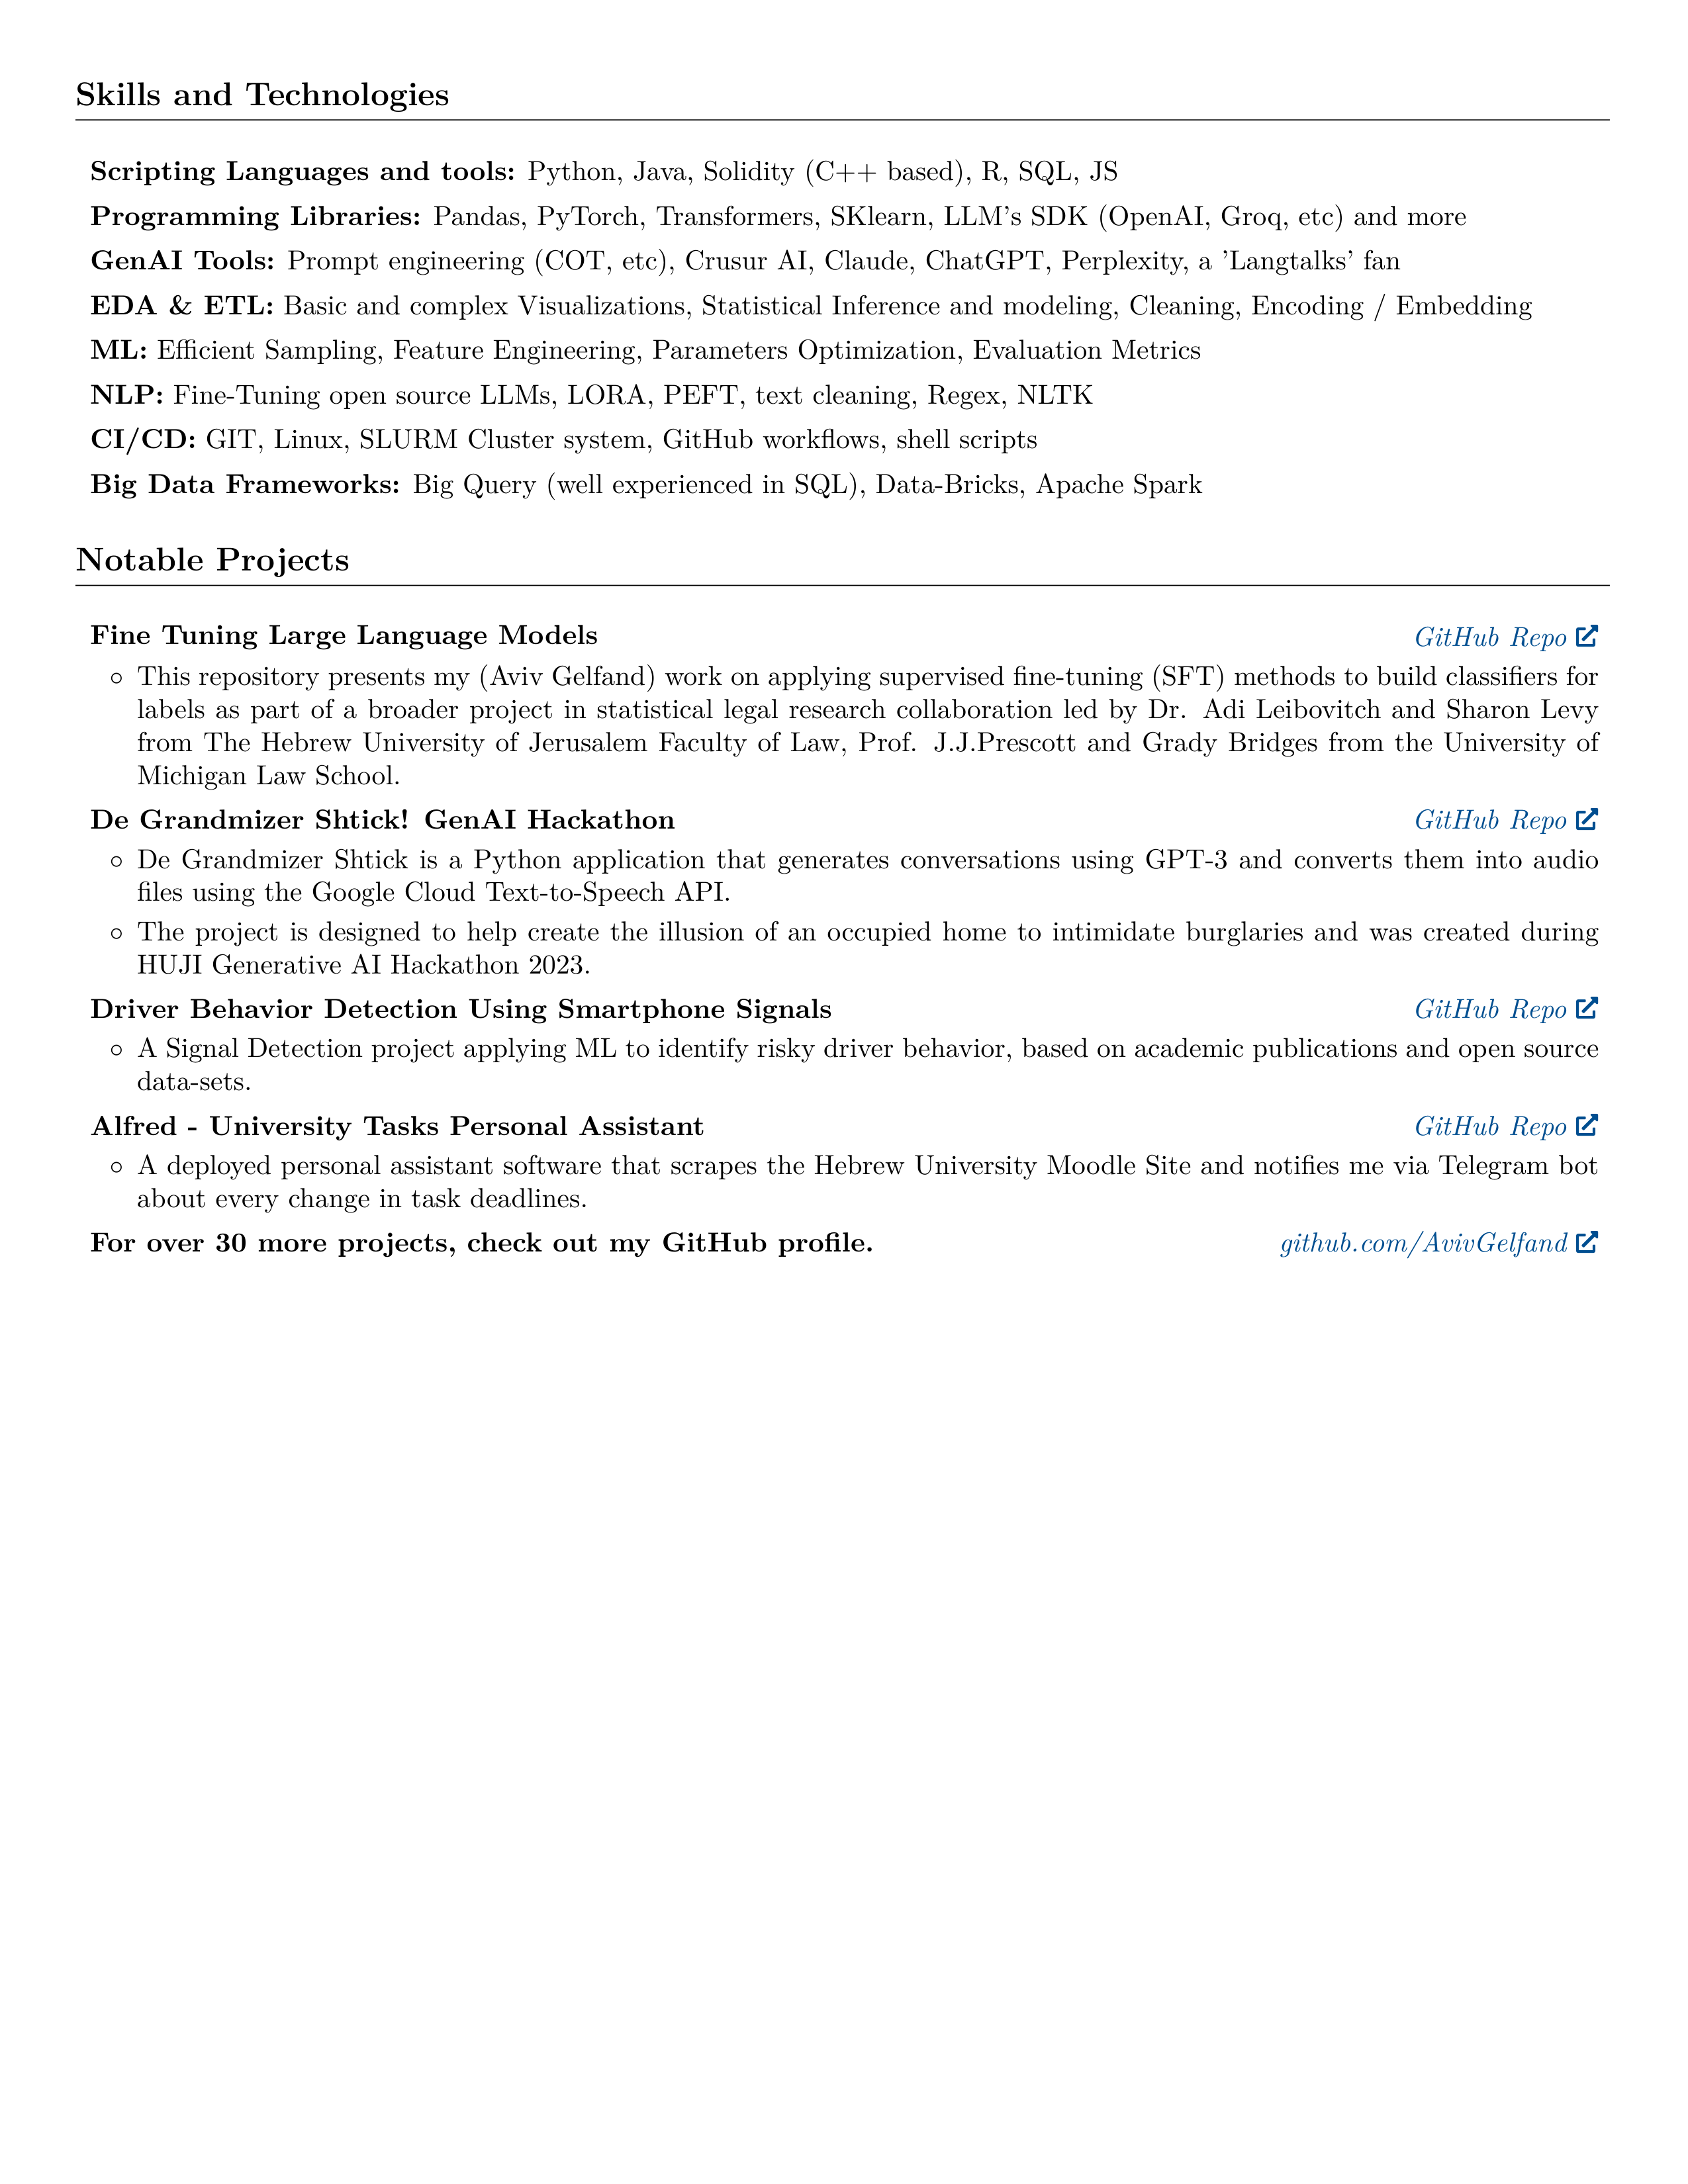 Skills and Technologies
Scripting Languages and tools: Python, Java, Solidity (C++ based), R, SQL, JS
Programming Libraries: Pandas, PyTorch, Transformers, SKlearn, LLM's SDK (OpenAI, Groq, etc) and more
GenAI Tools: Prompt engineering (COT, etc), Crusur AI, Claude, ChatGPT, Perplexity, a 'Langtalks' fan
EDA & ETL: Basic and complex Visualizations, Statistical Inference and modeling, Cleaning, Encoding / Embedding
ML: Efficient Sampling, Feature Engineering, Parameters Optimization, Evaluation Metrics
NLP: Fine-Tuning open source LLMs, LORA, PEFT, text cleaning, Regex, NLTK
CI/CD: GIT, Linux, SLURM Cluster system, GitHub workflows, shell scripts
Big Data Frameworks: Big Query (well experienced in SQL), Data-Bricks, Apache Spark
Notable Projects
Fine Tuning Large Language Models GitHub Repo
◦ This repository presents my (Aviv Gelfand) work on applying supervised fine-tuning (SFT) methods to build classifiers for
labels as part of a broader project in statistical legal research collaboration led by Dr. Adi Leibovitch and Sharon Levy
from The Hebrew University of Jerusalem Faculty of Law, Prof. J.J.Prescott and Grady Bridges from the University of
Michigan Law School.
De Grandmizer Shtick! GenAI Hackathon GitHub Repo
◦ De Grandmizer Shtick is a Python application that generates conversations using GPT-3 and converts them into audio
files using the Google Cloud Text-to-Speech API.
◦ The project is designed to help create the illusion of an occupied home to intimidate burglaries and was created during
HUJI Generative AI Hackathon 2023.
Driver Behavior Detection Using Smartphone Signals GitHub Repo
◦ A Signal Detection project applying ML to identify risky driver behavior, based on academic publications and open source
data-sets.
Alfred - University Tasks Personal Assistant GitHub Repo
◦ A deployed personal assistant software that scrapes the Hebrew University Moodle Site and notifies me via Telegram bot
about every change in task deadlines.
For over 30 more projects, check out my GitHub profile. github.com/AvivGelfand